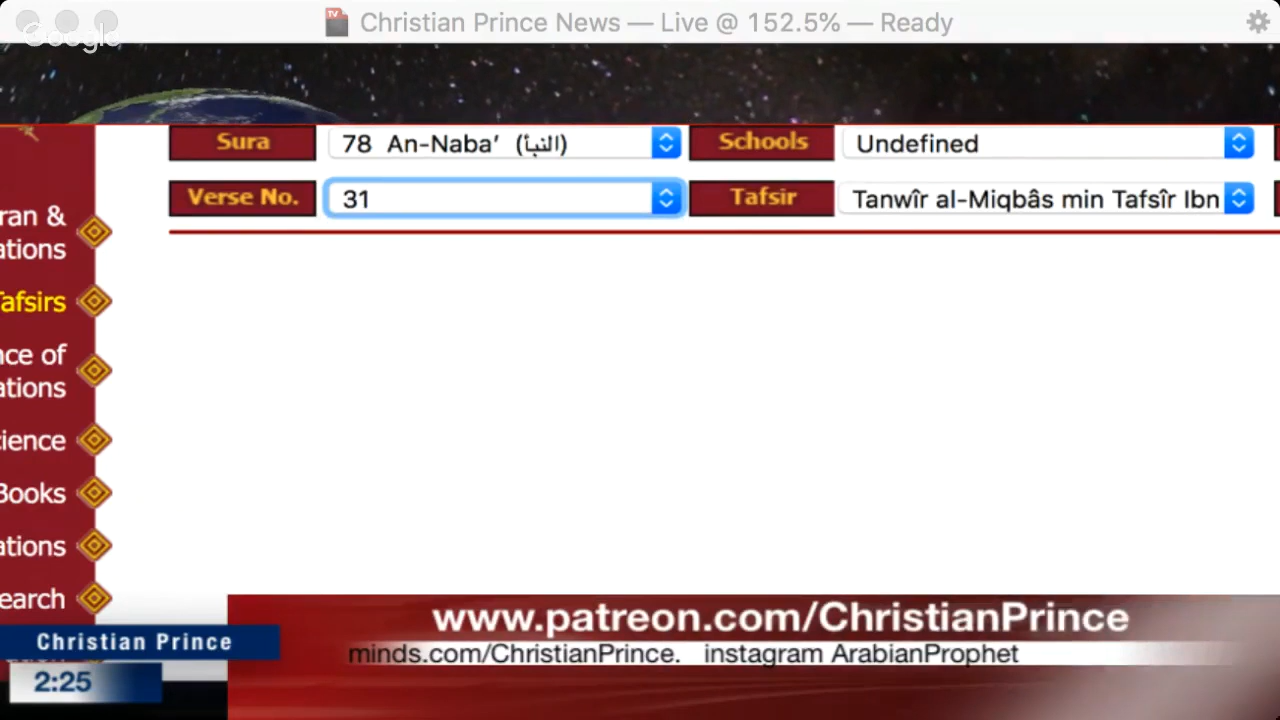 Christian Prince News — Live @ 152.5% — Ready
Google
Sura
78 An-Naba’ (النبأ)
Schools
Undefined
Verse No.
31
Tafsir
Tanwîr al-Miqbâs min Tafsîr Ibn
ran &
ations
Tafsirs
nce of
ations
cience
Books
ations
earch
www.patreon.com/ChristianPrince
Christian Prince
minds.com/ChristianPrince. instagram ArabianProphet
2:25